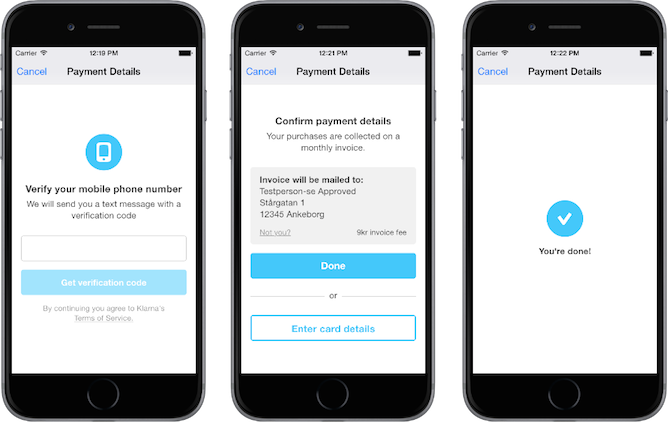 Carrier 12:19 PM
Cancel Payment Details
Verify your mobile phone number
We will send you a text message with a
verification code
Get verification code
By continuing you agree to Klarna's
Terms of Service.
Carrier 12:21 PM
Cancel Payment Details
Confirm payment details
Your purchases are collected on a
monthly invoice.
Invoice will be mailed to:
Testperson-se Approved
Stårgatan 1
12345 Ankeborg
Not you? 9kr invoice fee
Done
or
Enter card details
Carrier 12:22 PM
Cancel Payment Details
You're done!